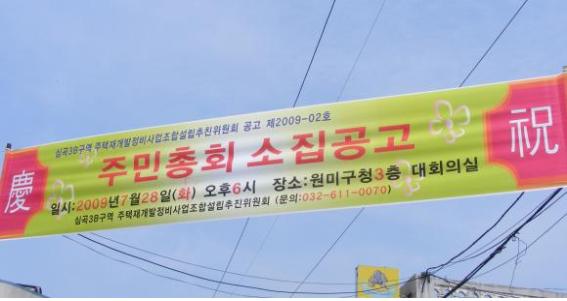 심곡3B구역 주택재개발정비사업조합설립추진위원회 공고 제2009-02호
慶 주민총회 소집공고 祝
일시:2009년7월28일(화) 오후6시 장소:원미구청3층 대회의실
심곡3B구역 주택재개발정비사업조합설립추진위원회 (문의:032-611-0070)